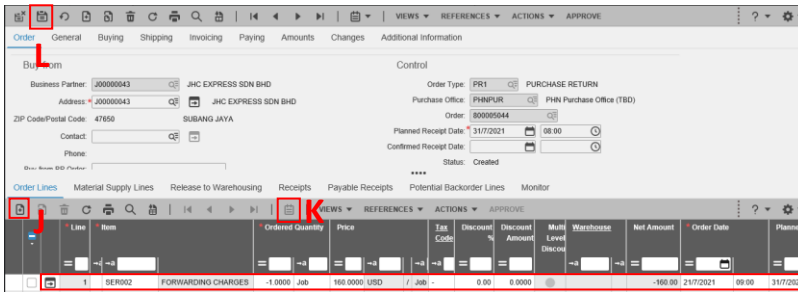 VIEWS REFERENCES ACTIONS APPROVE ?
Order General Buying Shipping Invoicing Paying Amounts Changes Additional Information
L
Buy from Control
Business Partner: J00000043 JHC EXPRESS SDN BHD Order Type: PR1 PURCHASE RETURN
Address: * J00000043 JHC EXPRESS SDN BHD Purchase Office: PHNPUR PHN Purchase Office (TBD)
ZIP Code/Postal Code: 47650 SUBANG JAYA Order: 800005044
Contact: Planned Receipt Date: * 31/7/2021 08:00
Phone: Confirmed Receipt Date:
Status: Created
Order Lines Material Supply Lines Release to Warehousing Receipts Payable Receipts Potential Backorder Lines Monitor
J K VIEWS REFERENCES ACTIONS APPROVE ?
* Line * Item * Ordered Quantity Price Tax Code Discount % Discount Amount Multi Level Discou Warehouse Net Amount * Order Date Planne
1 SER002 FORWARDING CHARGES -1.0000 Job 160.0000 USD / Job - 0.00 0.0000 -160.00 21/7/2021 09:00 31/7/202